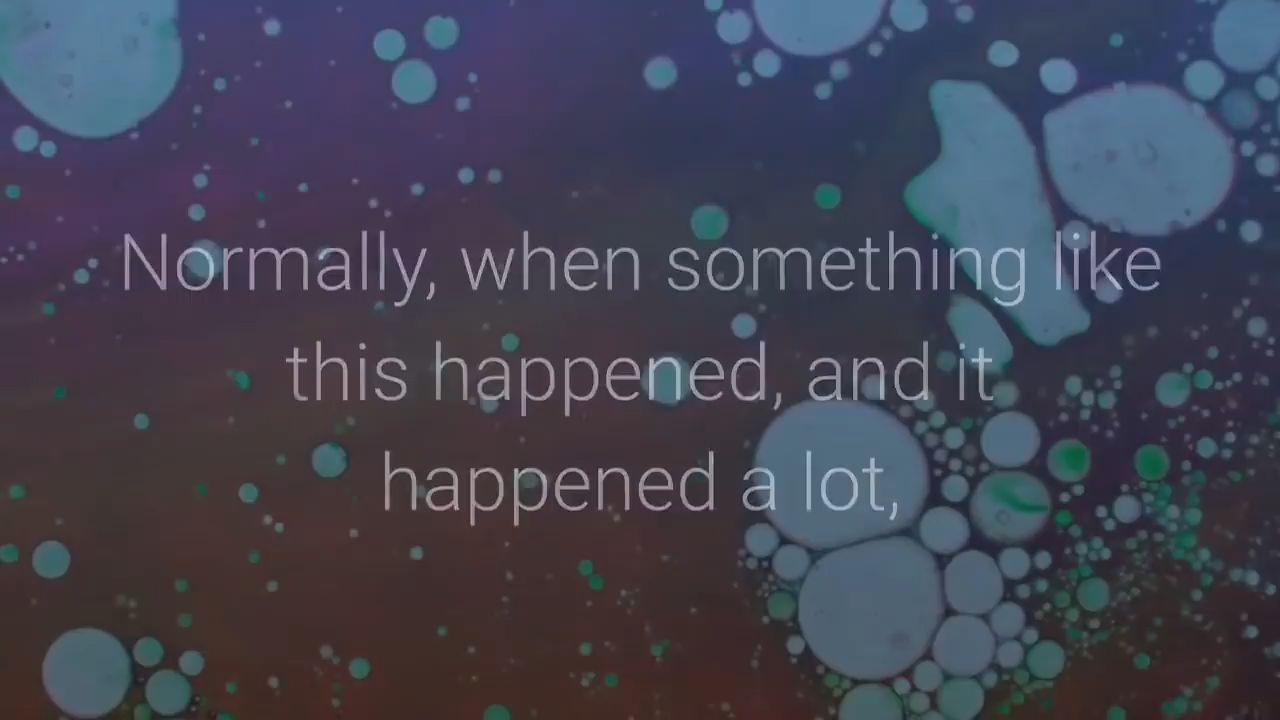 Normally, when something like
this happened, and it
happened a lot,